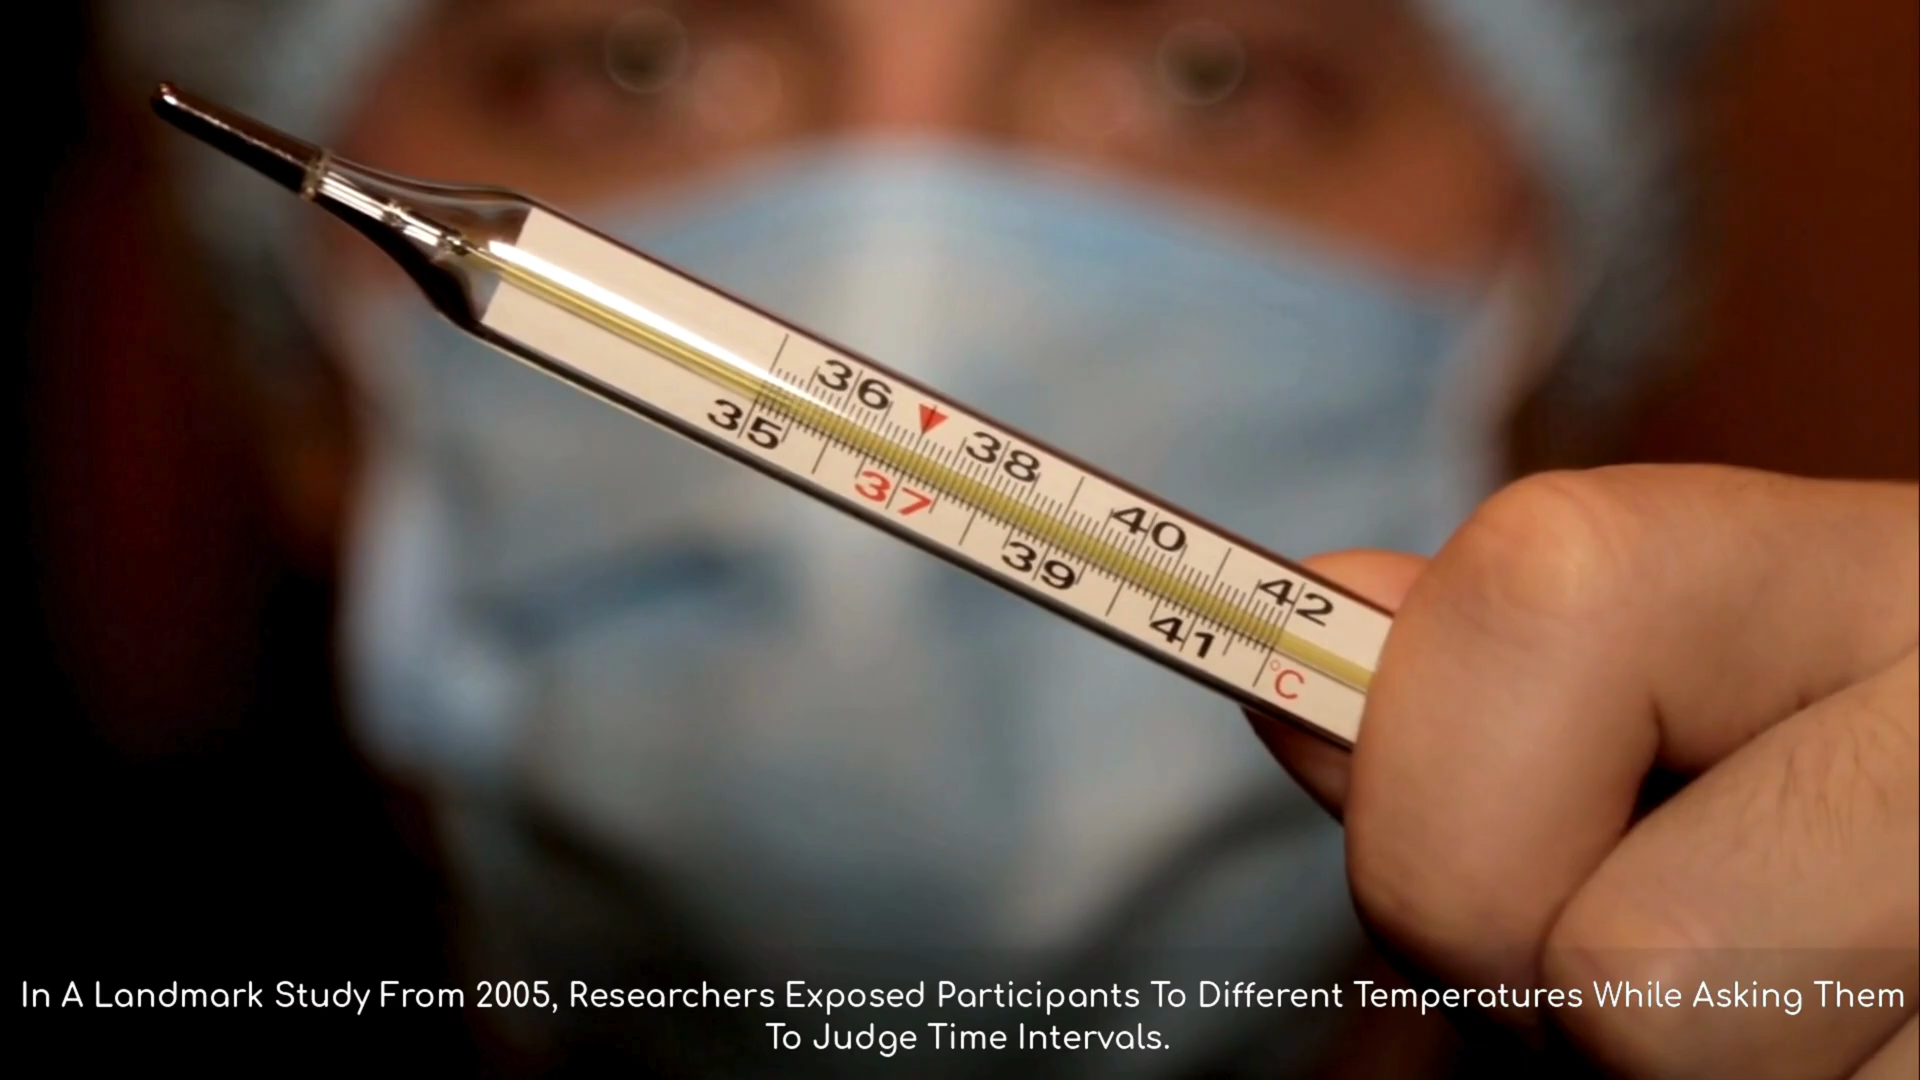 36 38 40 42
35 37 39 41 °C
In A Landmark Study From 2005, Researchers Exposed Participants To Different Temperatures While Asking Them
To Judge Time Intervals.